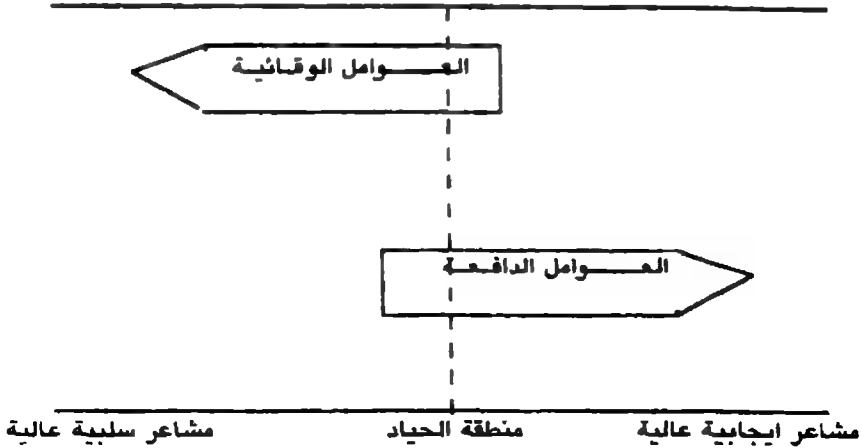 العوامل الوقائية
العوامل الدافعة
مشاعر ايجابية عالية
منطقة الحياد
مشاعر سلبية عالية